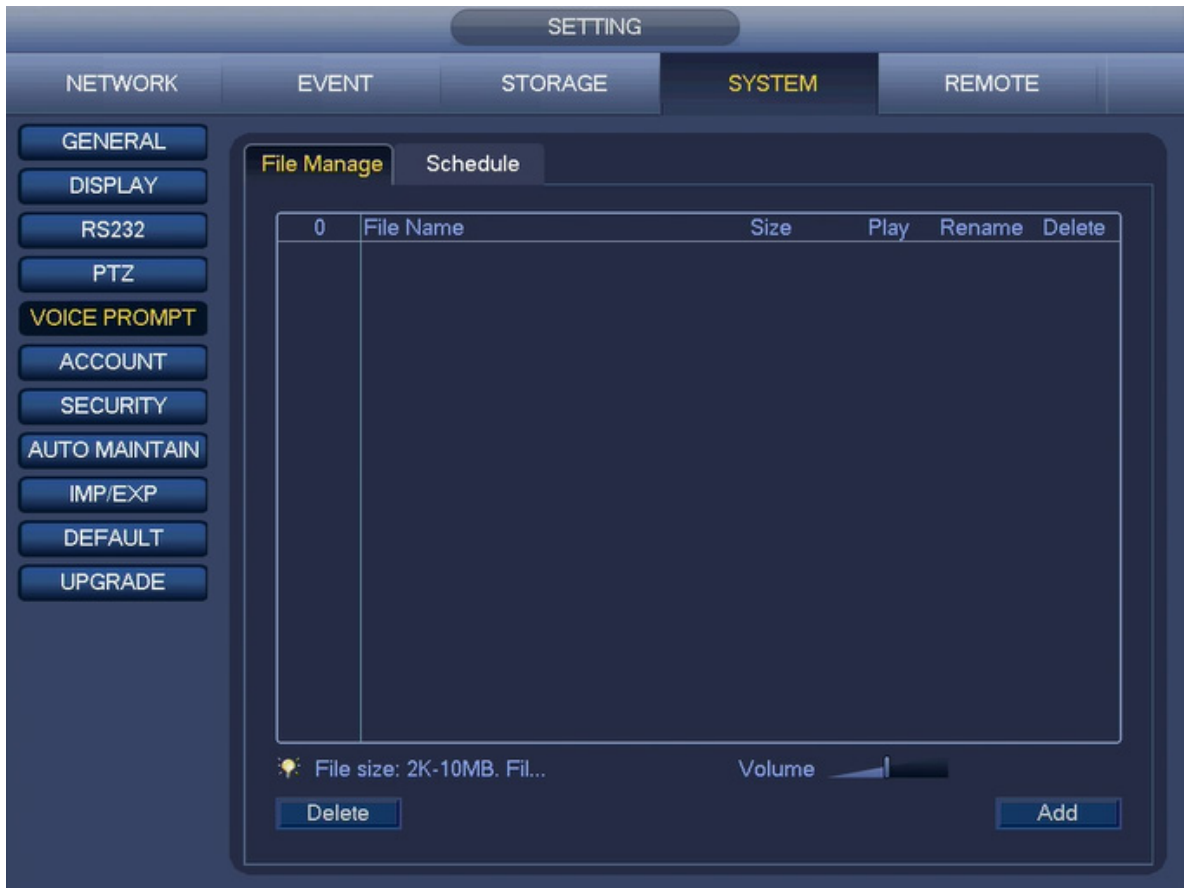 SETTING
NETWORK EVENT STORAGE SYSTEM REMOTE
GENERAL
DISPLAY
RS232
PTZ
VOICE PROMPT
ACCOUNT
SECURITY
AUTO MAINTAIN
IMP/EXP
DEFAULT
UPGRADE
File Manage Schedule
0 File Name Size Play Rename Delete
File size: 2K-10MB. Fil... Volume
Delete Add